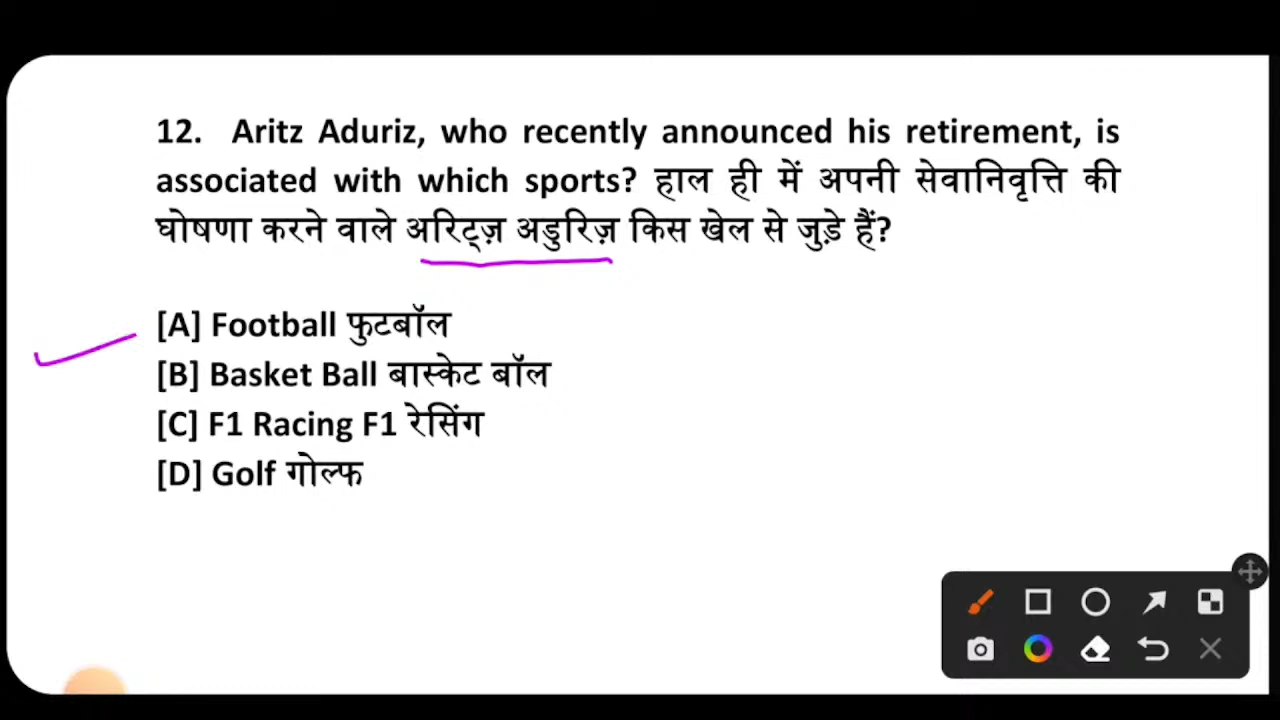 12. Aritz Aduriz, who recently announced his retirement, is
associated with which sports? हाल ही में अपनी सेवानिवृत्ति की
घोषणा करने वाले अरिट्ज़ अडुरिज़ किस खेल से जुड़े हैं?
[A] Football फुटबॉल
[B] Basket Ball बास्केट बॉल
[C] F1 Racing F1 रेसिंग
[D] Golf गोल्फ